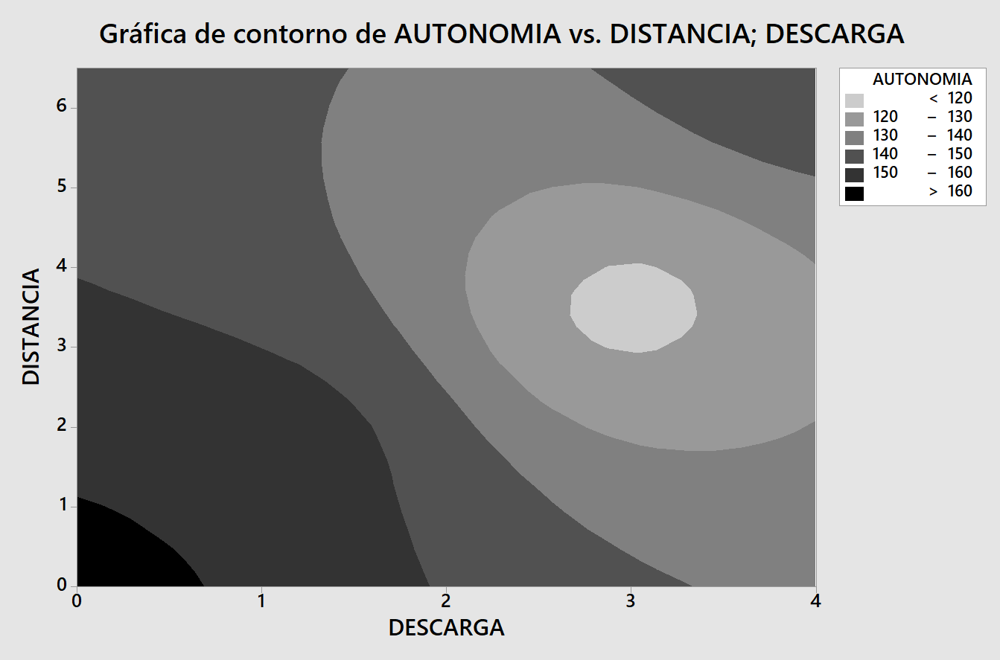 Gráfica de contorno de AUTONOMIA vs. DISTANCIA; DESCARGA
AUTONOMIA
< 120
120 – 130
130 – 140
140 – 150
150 – 160
> 160
DISTANCIA
6
5
4
3
2
1
0
0 1 2 3 4
DESCARGA